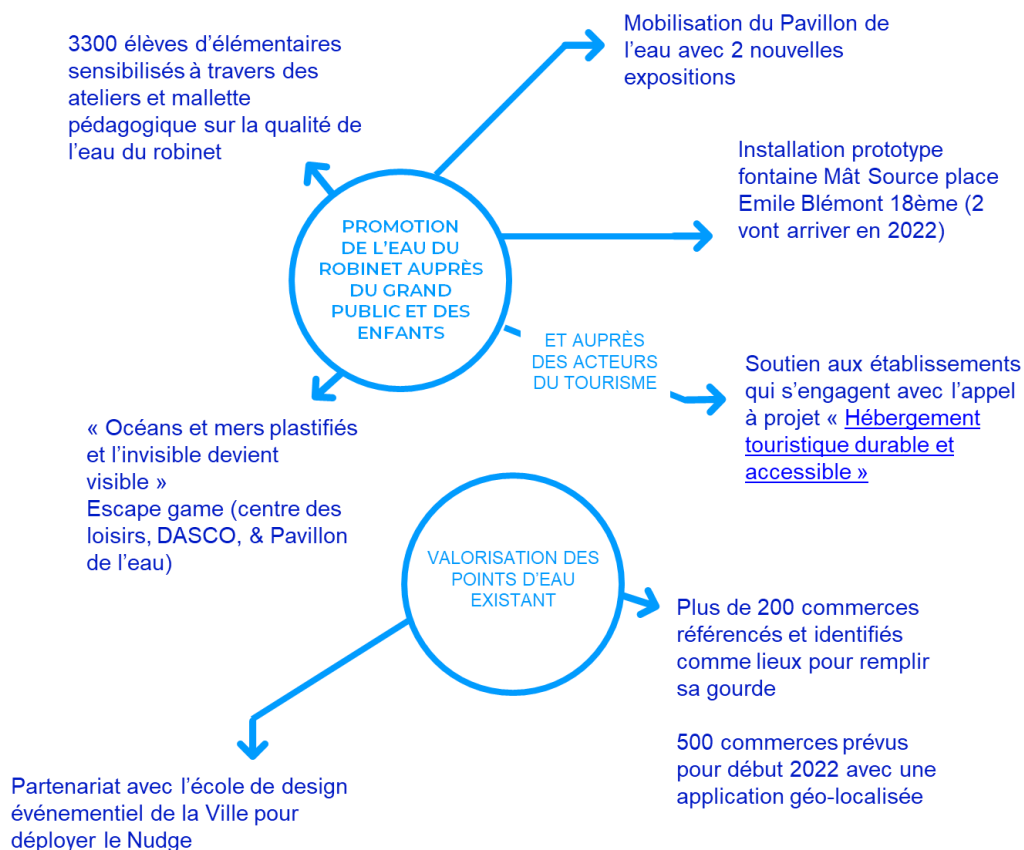 3300 élèves d’élémentaires
sensibilisés à travers des
ateliers et mallette
pédagogique sur la qualité de
l’eau du robinet
Mobilisation du Pavillon de
l’eau avec 2 nouvelles
expositions
Installation prototype
fontaine Mât Source place
Emile Blémont 18ème (2
vont arriver en 2022)
PROMOTION
DE L’EAU DU
ROBINET AUPRÈS
DU GRAND
PUBLIC ET DES
ENFANTS
ET AUPRÈS
DES ACTEURS
DU TOURISME
Soutien aux établissements
qui s’engagent avec l’appel
à projet « Hébergement
touristique durable et
accessible »
« Océans et mers plastifiés
et l’invisible devient
visible »
Escape game (centre des
loisirs, DASCO, & Pavillon
de l’eau)
VALORISATION DES
POINTS D’EAU
EXISTANT
Plus de 200 commerces
référencés et identifiés
comme lieux pour remplir
sa gourde
500 commerces prévus
pour début 2022 avec une
application géo-localisée
Partenariat avec l’école de design
événementiel de la Ville pour
déployer le Nudge